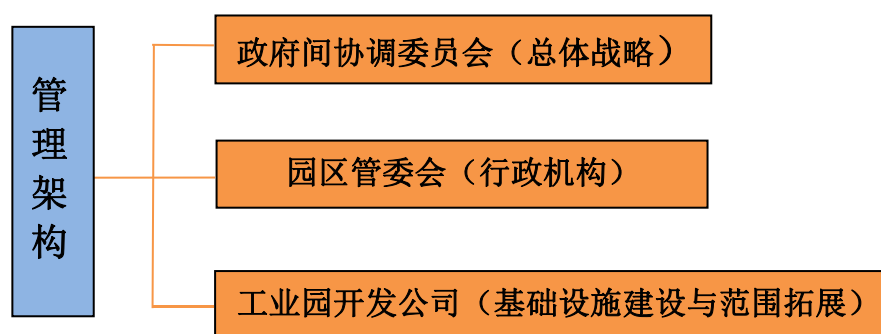 管理架构
政府间协调委员会（总体战略）
园区管委会（行政机构）
工业园开发公司（基础设施建设与范围拓展）